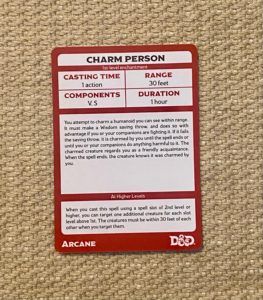 CHARM PERSON
1st level enchantment
CASTING TIME
1 action
RANGE
30 feet
COMPONENTS
V, S
DURATION
1 hour
You attempt to charm a humanoid you can see within range.
It must make a Wisdom saving throw, and does so with
advantage if you or your companions are fighting it. If it fails
the saving throw, it is charmed by you until the spell ends or
until you or your companions do anything harmful to it. The
charmed creature regards you as a friendly acquaintance.
When the spell ends, the creature knows it was charmed by
you.
At Higher Levels
When you cast this spell using a spell slot of 2nd level or
higher, you can target one additional creature for each slot
level above 1st. The creatures must be within 30 feet of each
other when you target them.
ARCANE
D&D